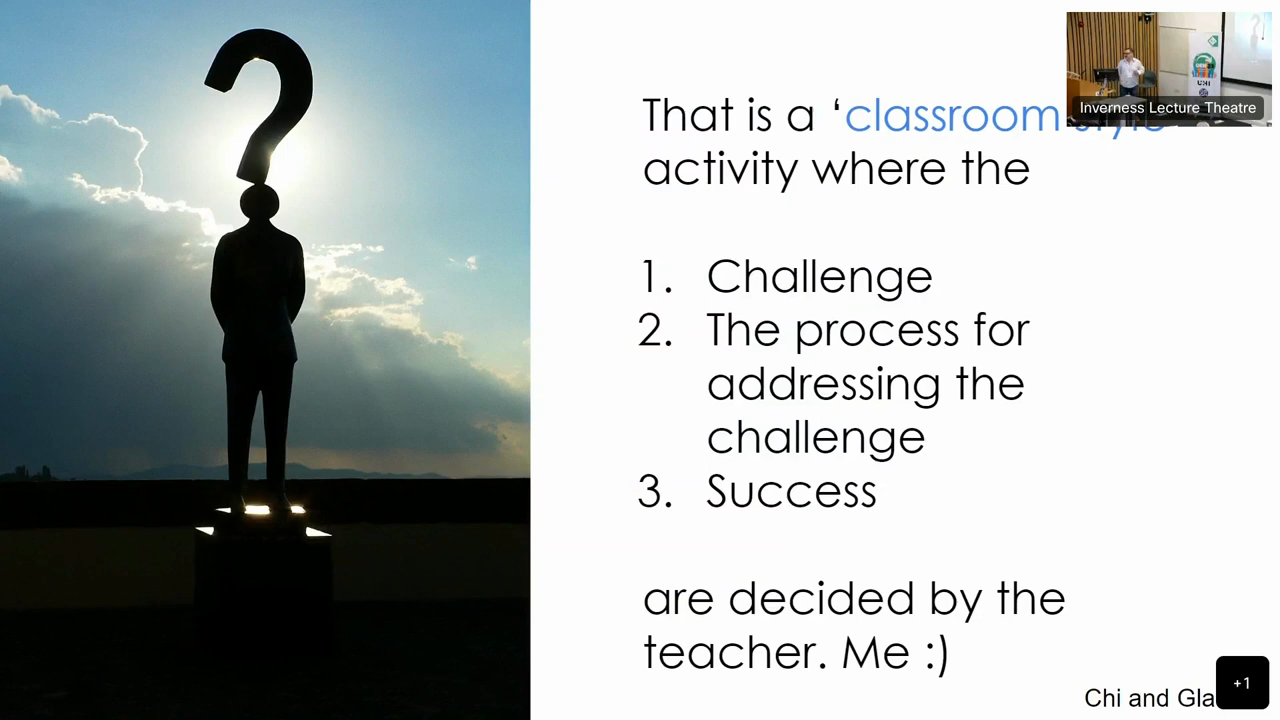 That is a ‘classroom
activity where the
1. Challenge
2. The process for
addressing the
challenge
3. Success
are decided by the
teacher. Me :)
Chi and
+1
Inverness Lecture Theatre
UHI